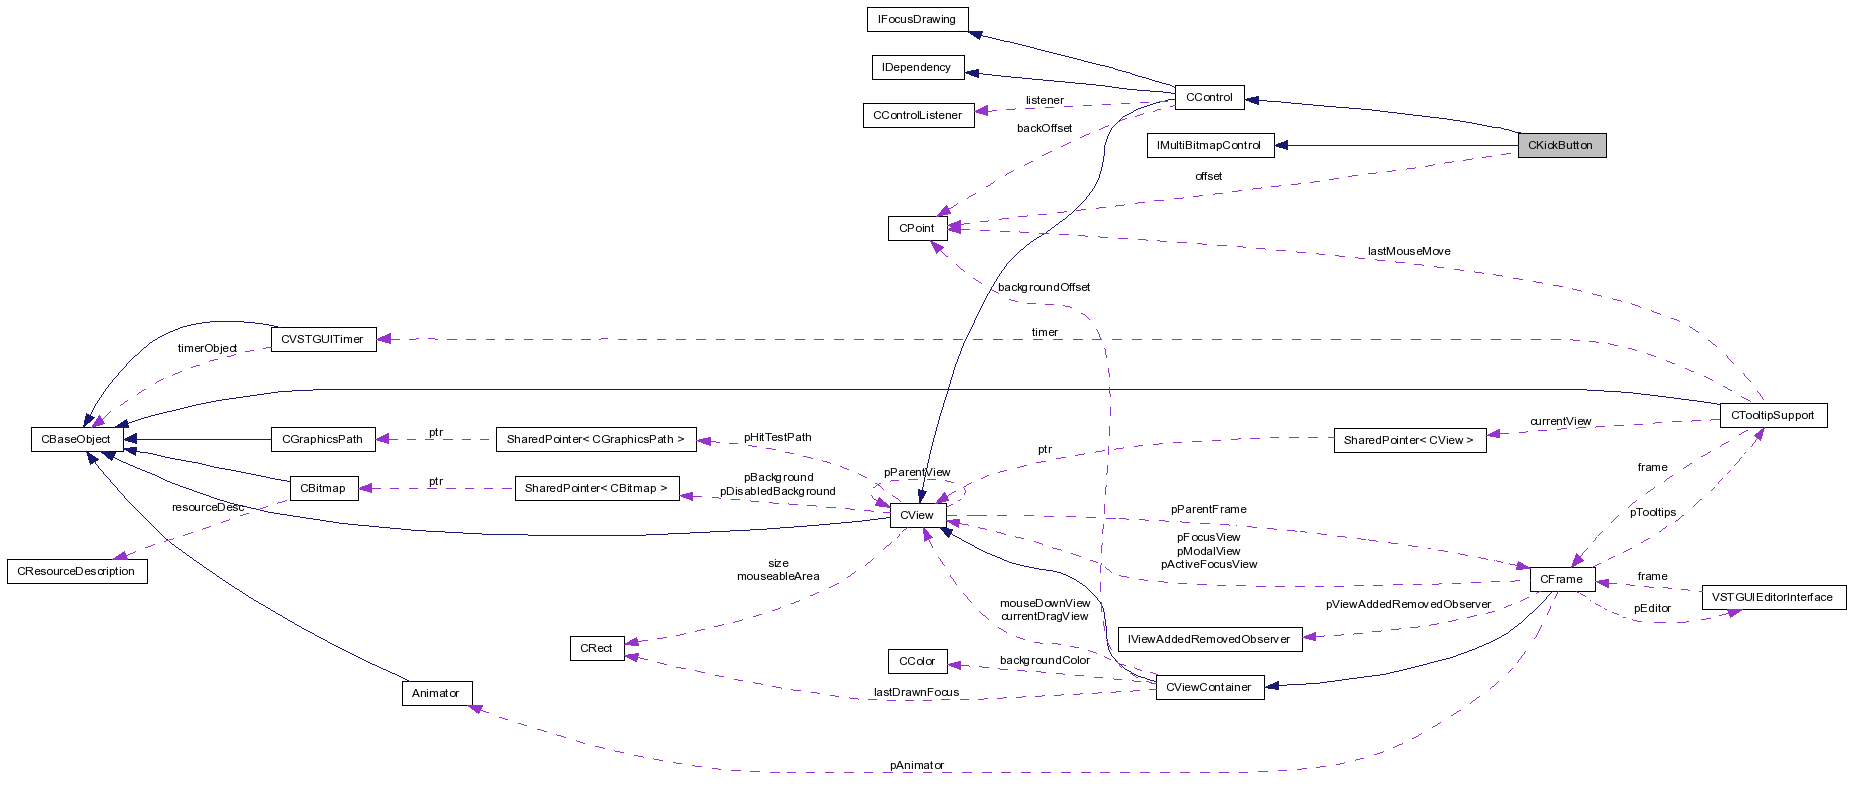 IFocusDrawing
IDependency
CControl
listener
CControlListener
backOffset
IMultiBitmapControl
CKickButton
offset
CPoint
lastMouseMove
backgroundOffset
CVSTGUITimer
timerObject
timer
CTooltipSupport
currentView
CBaseObject
CGraphicsPath
ptr
SharedPointer< CGraphicsPath >
pHitTestPath
SharedPointer< CView >
ptr
pParentView
frame
CBitmap
ptr
SharedPointer< CBitmap >
pBackground
pDisabledBackground
resourceDesc
CView
pParentFrame
pTooltips
pFocusView
pModalView
pActiveFocusView
CResourceDescription
size
mouseableArea
CFrame
frame
VSTGUIEditorInterface
pEditor
mouseDownView
currentDragView
pViewAddedRemovedObserver
IViewAddedRemovedObserver
CRect
CColor
backgroundColor
CViewContainer
lastDrawnFocus
Animator
pAnimator